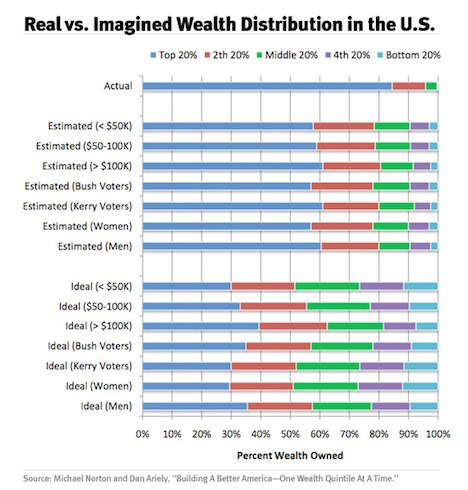 Real vs. Imagined Wealth Distribution in the U.S.
Top 20% 2th 20% Middle 20% 4th 20% Bottom 20%
Actual
Estimated (< $50K)
Estimated ($50-100K)
Estimated (> $100K)
Estimated (Bush Voters)
Estimated (Kerry Voters)
Estimated (Women)
Estimated (Men)
Ideal (< $50K)
Ideal ($50-100K)
Ideal (> $100K)
Ideal (Bush Voters)
Ideal (Kerry Voters)
Ideal (Women)
Ideal (Men)
0% 10% 20% 30% 40% 50% 60% 70% 80% 90% 100%
Percent Wealth Owned
Source: Michael Norton and Dan Ariely, "Building A Better America—One Wealth Quintile At A Time."